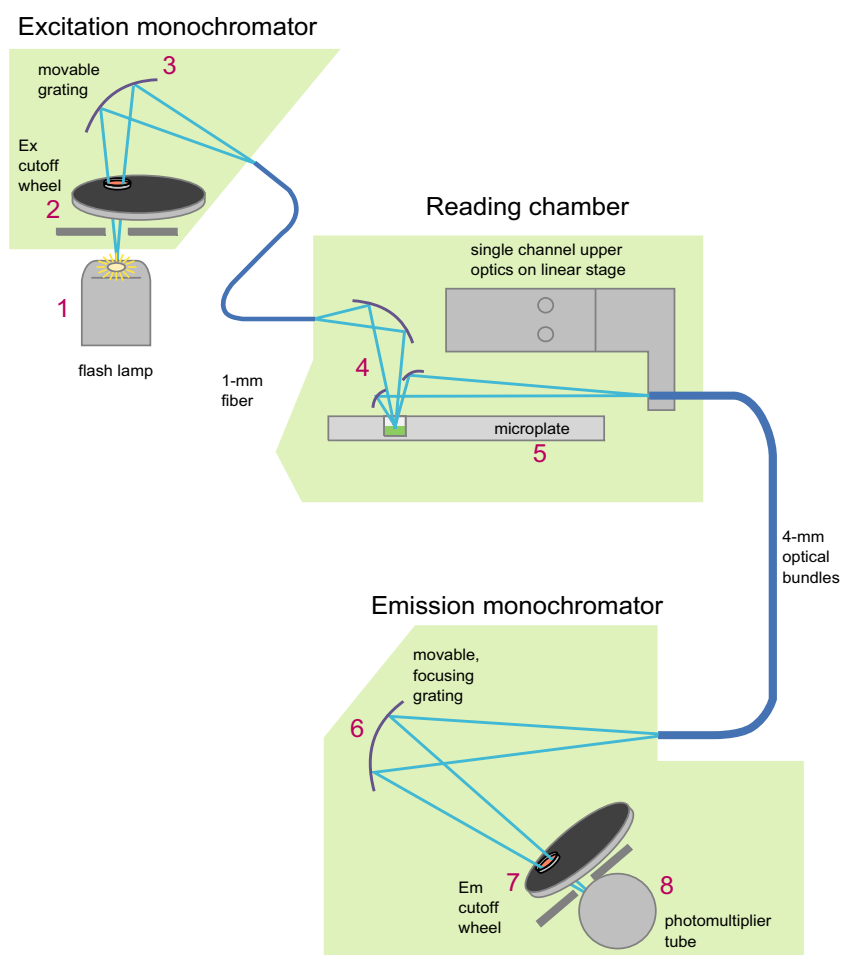 Excitation monochromator
3
movable
grating
Ex
cutoff
wheel
2
1
flash lamp
1-mm
fiber
Reading chamber
single channel upper
optics on linear stage
4
microplate
5
4-mm
optical
bundles
Emission monochromator
movable,
focusing
grating
6
7
Em
cutoff
wheel
8
photomultiplier
tube